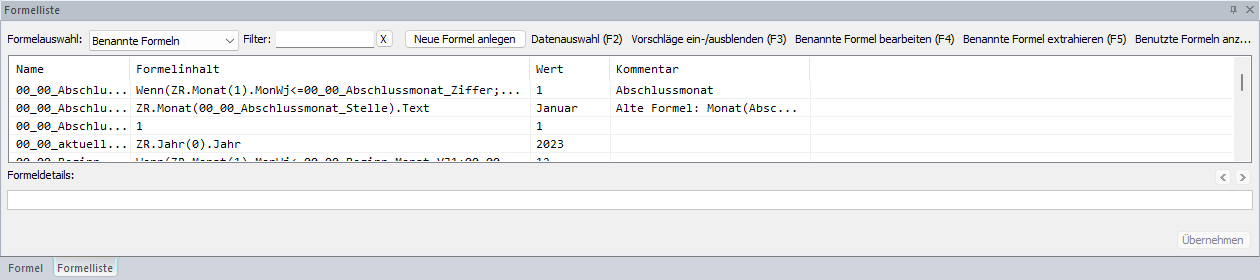 Formelliste
Formelauswahl: Benannte Formeln Filter: X Neue Formel anlegen Datenauswahl (F2) Vorschläge ein-/ausblenden (F3) Benannte Formel bearbeiten (F4) Benannte Formel extrahieren (F5) Benutzte Formeln anz...
Name Formelinhalt Wert Kommentar
00_00_Abschlu... Wenn(ZR.Monat(1).MonWj<=00_00_Abschlussmonat_Ziffer;... 1 Abschlussmonat
00_00_Abschlu... ZR.Monat(00_00_Abschlussmonat_Stelle).Text Januar Alte Formel: Monat(Absc...
00_00_Abschlu... 1 1
00_00_aktuell... ZR.Jahr(0).Jahr 2023
Formeldetails:
Übernehmen
Formel Formelliste